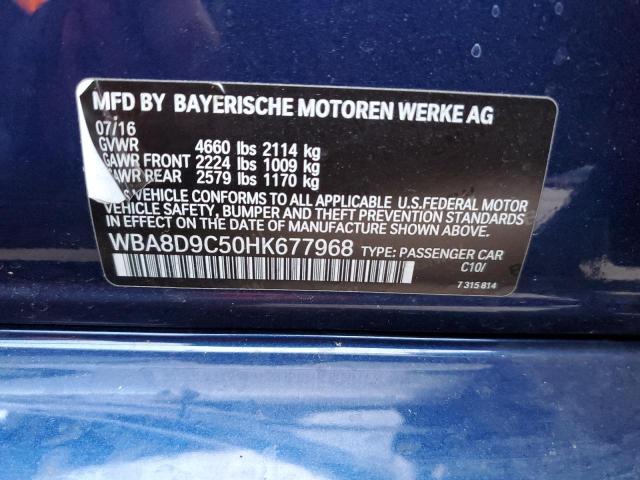 MFD BY BAYERISCHE MOTOREN WERKE AG
07/16
GVWR 4660 lbs 2114 kg
GAWR FRONT 2224 lbs 1009 kg
AWR REAR 2579 lbs 1170 kg
S VEHICLE CONFORMS TO ALL APPLICABLE U.S.FEDERAL MOTOR
VEHICLE SAFETY, BUMPER AND THEFT PREVENTION STANDARDS
IN EFFECT ON THE DATE OF MANUFACTURE SHOWN ABOVE.
WBA8D9C50HK677968 TYPE: PASSENGER CAR
C10/
7 315 814